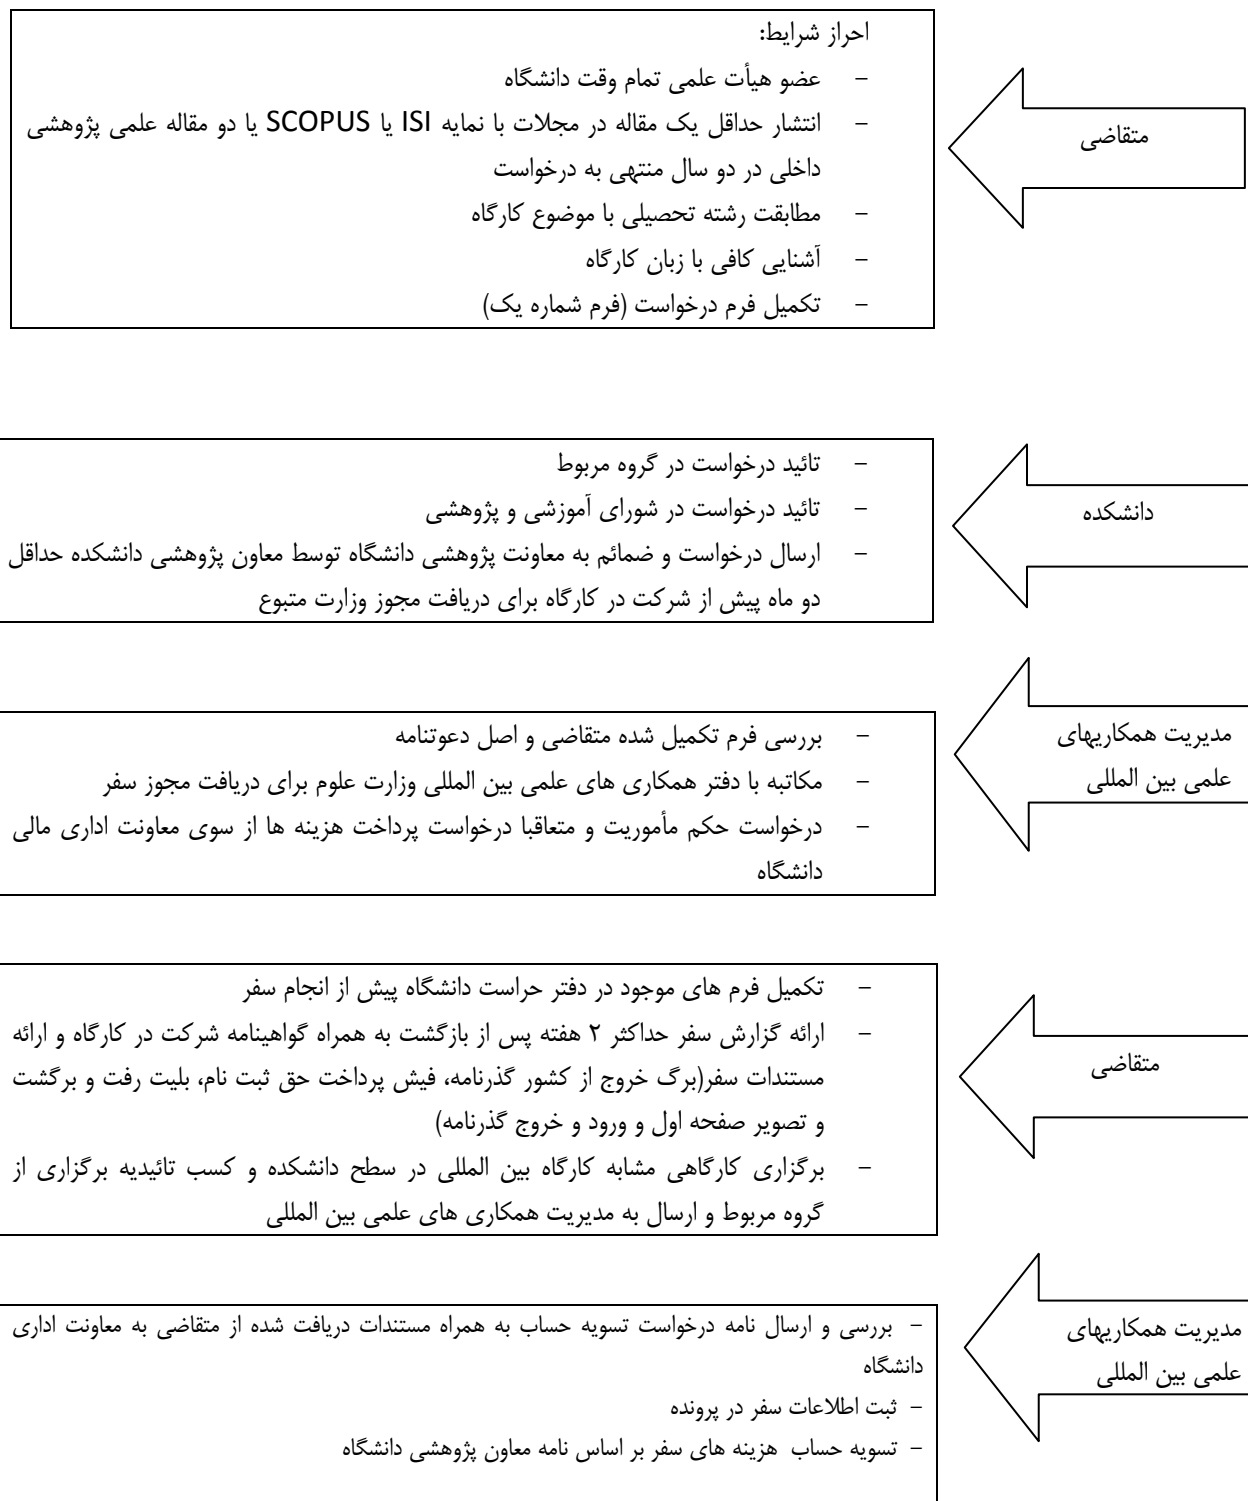 احراز شرایط:
– عضو هیأت علمی تمام وقت دانشگاه
– انتشار حداقل یک مقاله در مجلات با نمایه ISI یا SCOPUS یا دو مقاله علمی پژوهشی
داخلی در دو سال منتهی به درخواست
– مطابقت رشته تحصیلی با موضوع کارگاه
– آشنایی کافی با زبان کارگاه
– تکمیل فرم درخواست (فرم شماره یک)
متقاضی
– تائید درخواست در گروه مربوط
– تائید درخواست در شورای آموزشی و پژوهشی
– ارسال درخواست و ضمائم به معاونت پژوهشی دانشگاه توسط معاون پژوهشی دانشکده حداقل
دو ماه پیش از شرکت در کارگاه برای دریافت مجوز وزارت متبوع
دانشکده
– بررسی فرم تکمیل شده متقاضی و اصل دعوتنامه
– مکاتبه با دفتر همکاری های علمی بین المللی وزارت علوم برای دریافت مجوز سفر
– درخواست حکم مأموریت و متعاقبا درخواست پرداخت هزینه ها از سوی معاونت اداری مالی
دانشگاه
مدیریت همکاریهای
علمی بین المللی
– تکمیل فرم های موجود در دفتر حراست دانشگاه پیش از انجام سفر
– ارائه گزارش سفر حداکثر ۲ هفته پس از بازگشت به همراه گواهینامه شرکت در کارگاه و ارائه
مستندات سفر(برگ خروج از کشور گذرنامه، فیش پرداخت حق ثبت نام، بلیت رفت و برگشت
و تصویر صفحه اول و ورود و خروج گذرنامه)
– برگزاری کارگاهی مشابه کارگاه بین المللی در سطح دانشکده و کسب تائیدیه برگزاری از
گروه مربوط و ارسال به مدیریت همکاری های علمی بین المللی
متقاضی
– بررسی و ارسال نامه درخواست تسویه حساب به همراه مستندات دریافت شده از متقاضی به معاونت اداری
دانشگاه
– ثبت اطلاعات سفر در پرونده
– تسویه حساب هزینه های سفر بر اساس نامه معاون پژوهشی دانشگاه
مدیریت همکاریهای
علمی بین المللی